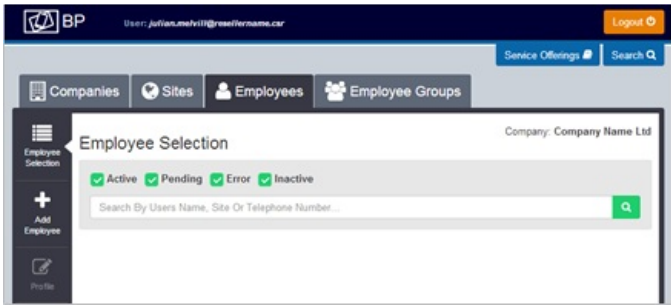 BP
User: julian.melvill@resellername.csr
Logout
Service Offerings
Search
Companies
Sites
Employees
Employee Groups
Employee Selection
Add Employee
Profile
Employee Selection
Company: Company Name Ltd
Active
Pending
Error
Inactive
Search By Users Name, Site Or Telephone Number...